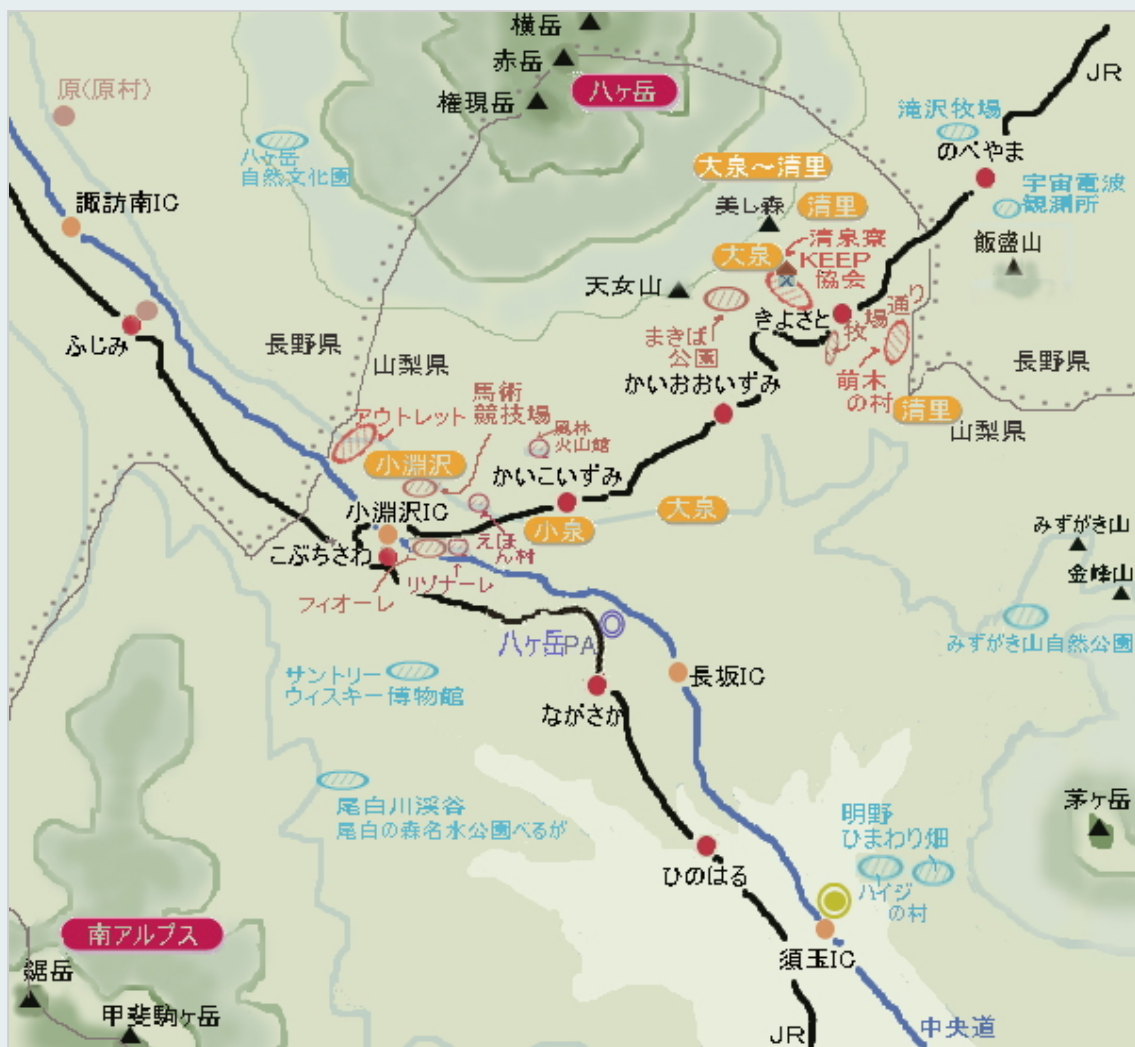 横岳
赤岳
八ヶ岳
権現岳
JR
原(原村)
滝沢牧場
のべやま
八ヶ岳
自然文化園
大泉～清里
宇宙電波
観測所
諏訪南IC
美し森
清里
飯盛山
大泉
清泉寮
KEEP
協会
天女山
きよさと
牧場通り
まきば
公園
ふじみ
長野県
山梨県
かいおおいずみ
萌木
の村
長野県
清里
山梨県
アウトレット
馬術
競技場
風林
火山館
小淵沢
かいこいずみ
小淵沢IC
小泉
大泉
みずがき山
こぶちさわ
えほ
ん村
金峰山
フィオーレ
リゾナーレ
八ヶ岳PA
みずがき山自然公園
サントリー
ウィスキー博物館
長坂IC
ながさか
尾白川渓谷
尾白の森名水公園べるが
茅ヶ岳
明野
ひまわり畑
ひのはる
ハイジ
の村
南アルプス
須玉IC
鋸岳
甲斐駒ヶ岳
JR
中央道